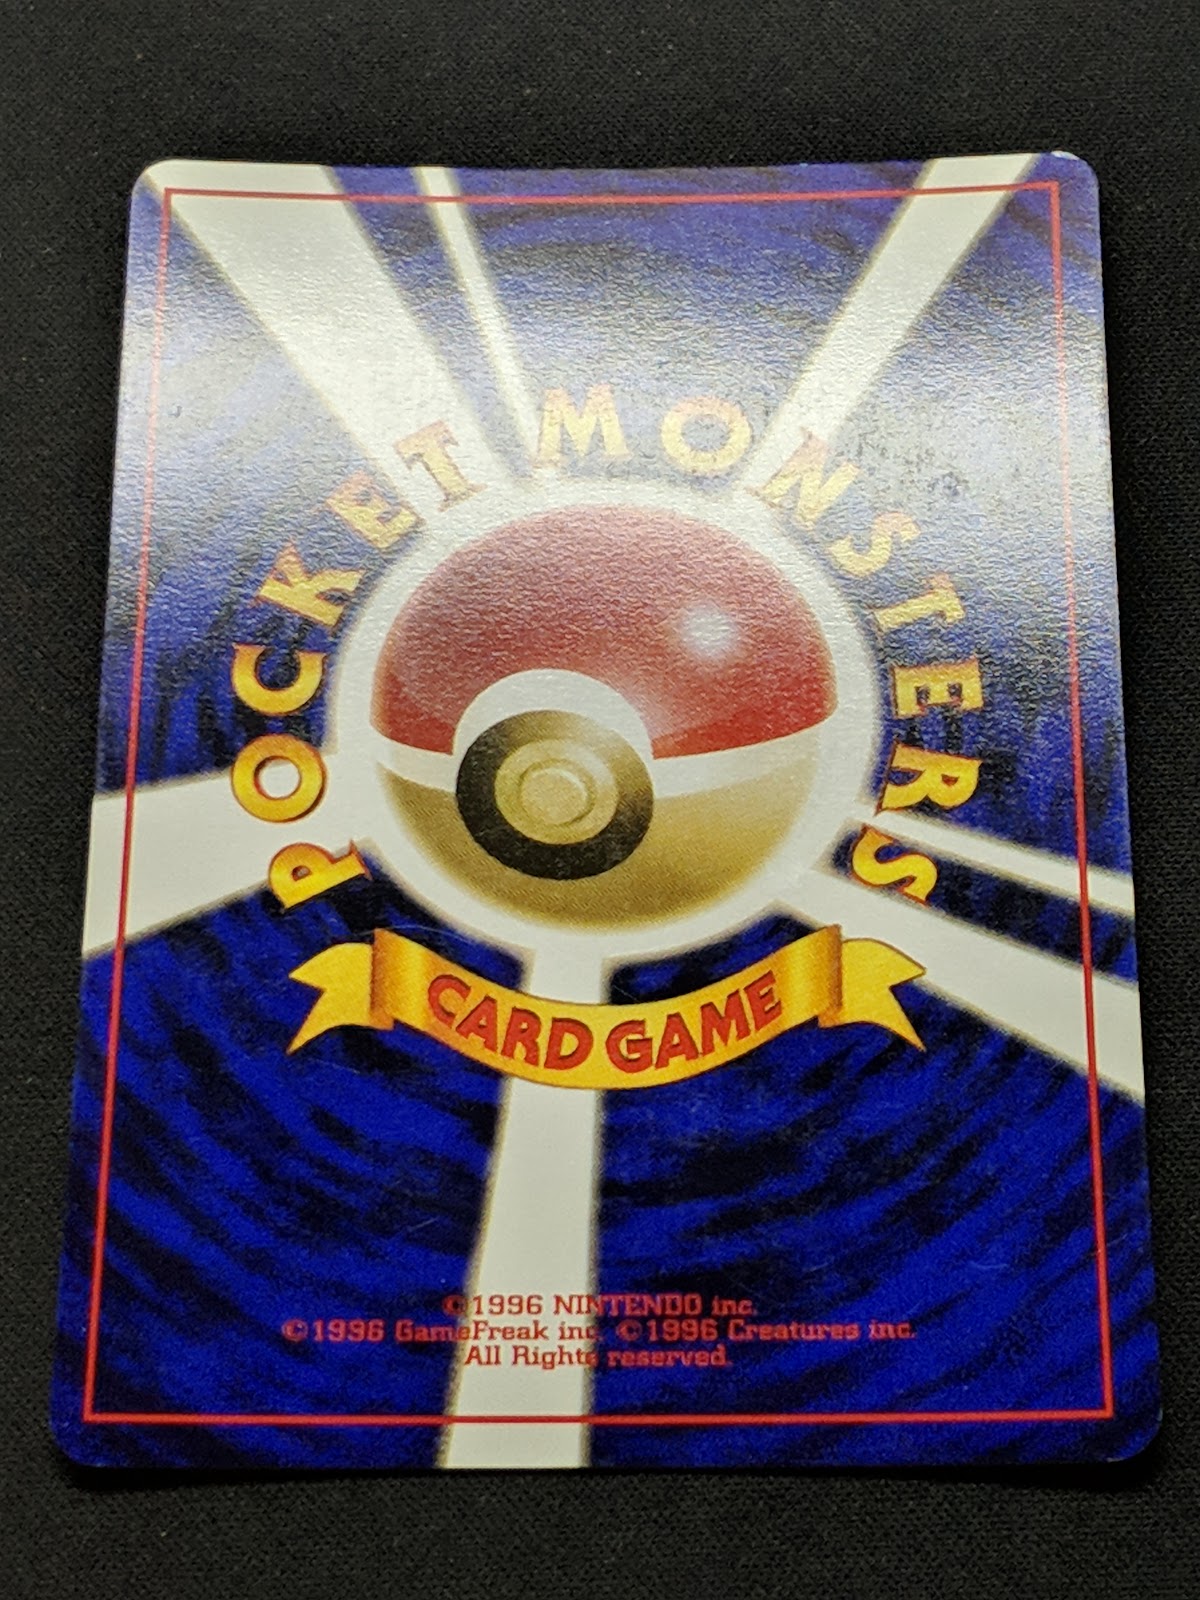 POCKET MONSTERS
CARD GAME
©1996 NINTENDO inc.
©1996 GameFreak inc. ©1996 Creatures inc.
All Rights reserved.